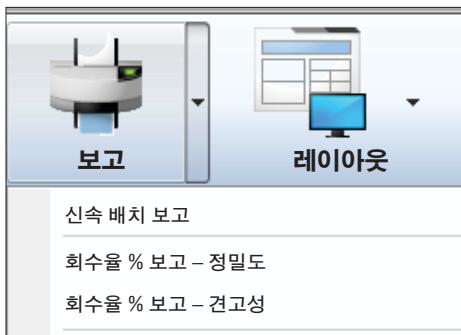 보고
레이아웃
신속 배치 보고
회수율 % 보고 – 정밀도
회수율 % 보고 – 견고성